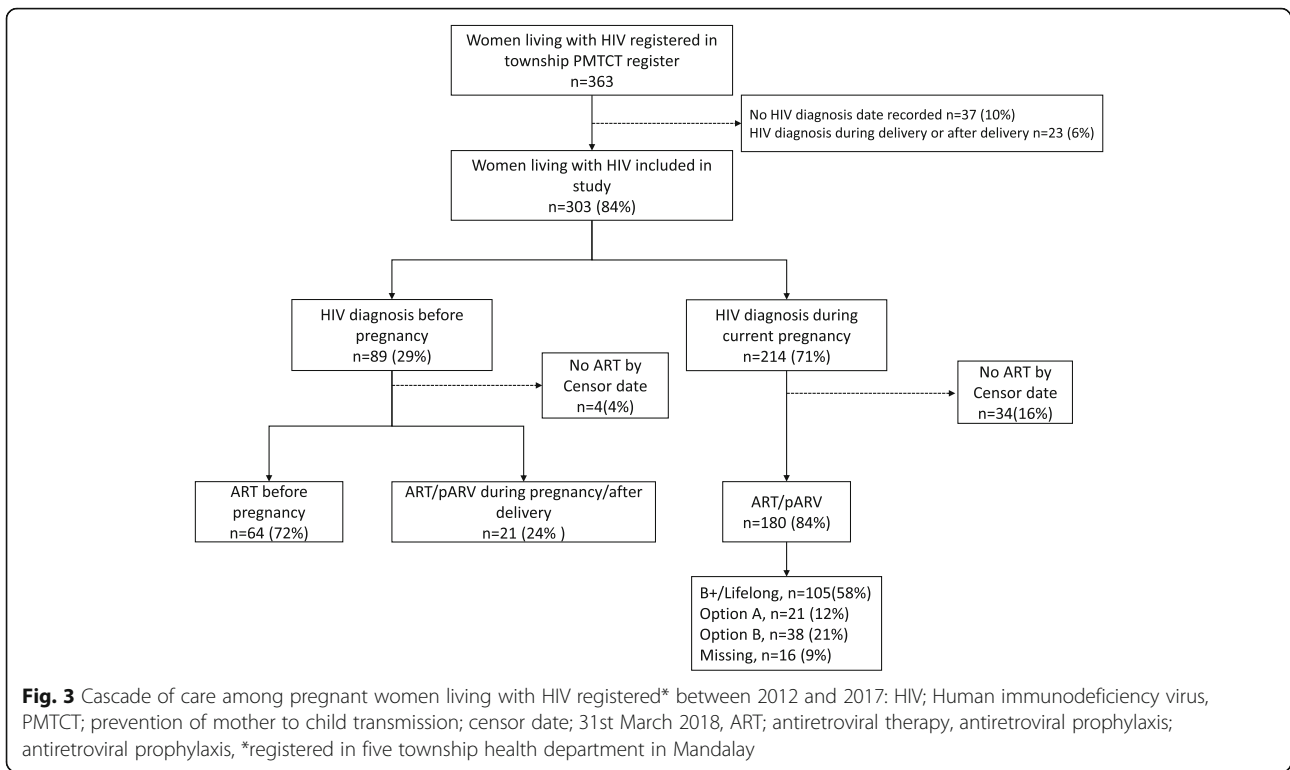 Women living with HIV registered in
township PMTCT register
n=363
No HIV diagnosis date recorded n=37 (10%)
HIV diagnosis during delivery or after delivery n=23 (6%)
Women living with HIV included in
study
n=303 (84%)
HIV diagnosis before
pregnancy
n=89 (29%)
No ART by
Censor date
n=4(4%)
HIV diagnosis during
current pregnancy
n=214 (71%)
No ART by
Censor date
n=34(16%)
ART before
pregnancy
n=64 (72%)
ART/pARV during pregnancy/after
delivery
n=21 (24% )
ART/pARV
n=180 (84%)
B+/Lifelong, n=105(58%)
Option A, n=21 (12%)
Option B, n=38 (21%)
Missing, n=16 (9%)
Fig. 3 Cascade of care among pregnant women living with HIV registered* between 2012 and 2017: HIV; Human immunodeficiency virus,
PMTCT; prevention of mother to child transmission; censor date; 31st March 2018, ART; antiretroviral therapy, antiretroviral prophylaxis;
antiretroviral prophylaxis, *registered in five township health department in Mandalay